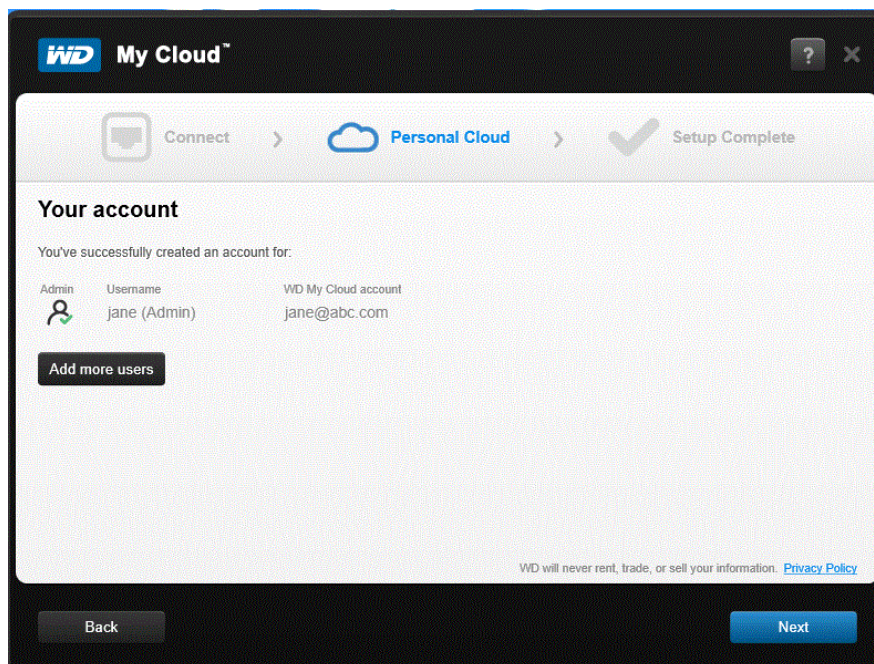 WD My Cloud™ ?
Connect Personal Cloud Setup Complete
Your account
You've successfully created an account for:
Admin Username WD My Cloud account
jane (Admin) jane@abc.com
Add more users
WD will never rent, trade, or sell your information. Privacy Policy
Back Next